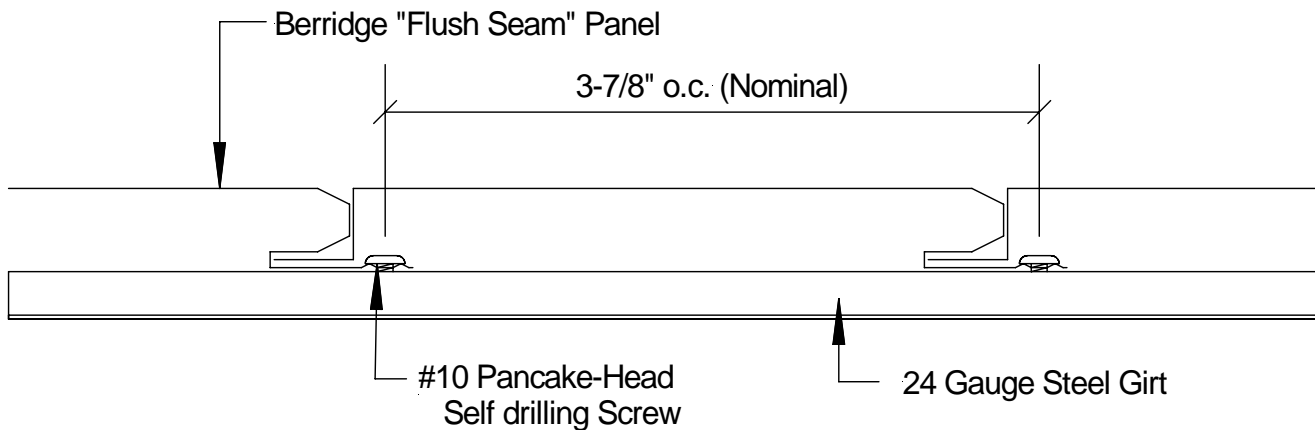 Berridge "Flush Seam" Panel
3-7/8" o.c. (Nominal)
#10 Pancake-Head
Self drilling Screw
24 Gauge Steel Girt